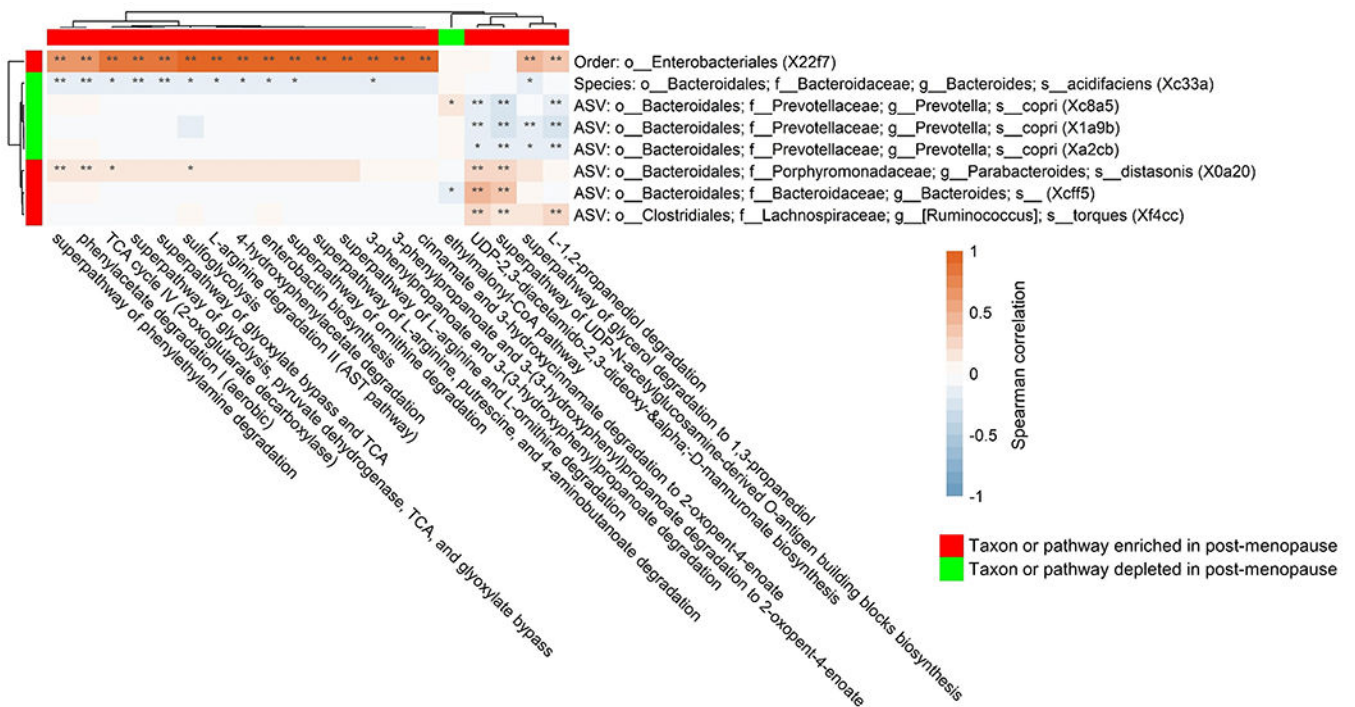 ** ** ** ** ** ** ** ** ** ** ** ** ** ** ** ** ** Order: o__Enterobacteriales (X22f7)
** ** * ** ** * * * * * * * Species: o__Bacteroidales; f__Bacteroidaceae; g__Bacteroides; s__acidifaciens (Xc33a)
* ** ** ** ASV: o__Bacteroidales; f__Prevotellaceae; g__Prevotella; s__copri (Xc8a5)
** ** ** ** ASV: o__Bacteroidales; f__Prevotellaceae; g__Prevotella; s__copri (X1a9b)
* ** * ** ASV: o__Bacteroidales; f__Prevotellaceae; g__Prevotella; s__copri (Xa2cb)
** ** * * ** ** ASV: o__Bacteroidales; f__Porphyromonadaceae; g__Parabacteroides; s__distasonis (X0a20)
* ** ** ASV: o__Bacteroidales; f__Bacteroidaceae; g__Bacteroides; s__ (Xcff5)
** ** ** ASV: o__Clostridiales; f__Lachnospiraceae; g__[Ruminococcus]; s__torques (Xf4cc)
superpathway of phenylethylamine degradation
phenylacetate degradation I (aerobic)
TCA cycle IV (2-oxoglutarate decarboxylase)
superpathway of glycolysis, pyruvate dehydrogenase, TCA, and glyoxylate bypass
superpathway of glyoxylate bypass and TCA
sulfoglycolysis
L-arginine degradation II (AST pathway)
4-hydroxyphenylacetate degradation
enterobactin biosynthesis
superpathway of ornithine degradation
superpathway of L-arginine, putrescine, and 4-aminobutanoate degradation
superpathway of L-arginine and L-ornithine degradation
3-phenylpropanoate and 3-(3-hydroxyphenyl)propanoate degradation
3-phenylpropanoate and 3-(3-hydroxyphenyl)propanoate degradation to 2-oxopent-4-enoate
cinnamate and 3-hydroxycinnamate degradation to 2-oxopent-4-enoate
ethylmalonyl-CoA pathway
UDP-2,3-diacetamido-2,3-dideoxy-&alpha;-D-mannuronate biosynthesis
superpathway of UDP-N-acetylglucosamine-derived O-antigen building blocks biosynthesis
superpathway of glycerol degradation to 1,3-propanediol
L-1,2-propanediol degradation
1
0.5
0
-0.5
-1
Spearman correlation
Taxon or pathway enriched in post-menopause
Taxon or pathway depleted in post-menopause